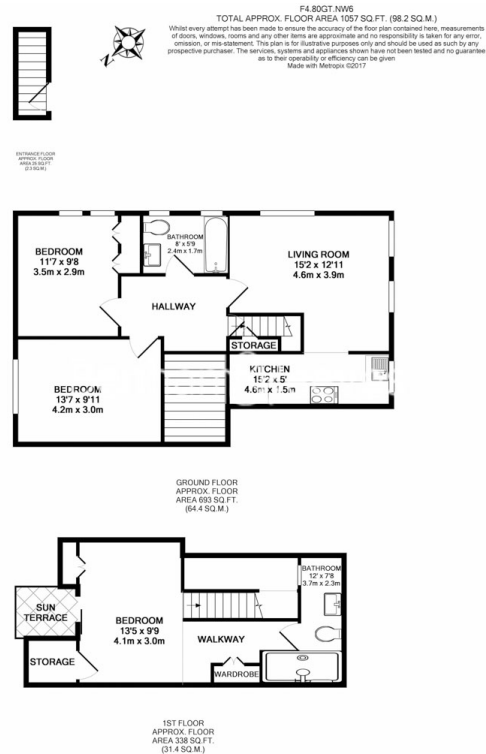 F4.80GT.NW6
TOTAL APPROX. FLOOR AREA 1057 SQ.FT. (98.2 SQ.M.)
Whilst every attempt has been made to ensure the accuracy of the floor plan contained here, measurements
of doors, windows, rooms and any other items are approximate and no responsibility is taken for any error,
omission, or mis-statement. This plan is for illustrative purposes only and should be used as such by any
prospective purchaser. The services, systems and appliances shown have not been tested and no guarantee
as to their operability or efficiency can be given
Made with Metropix ©2017
ENTRANCE FLOOR
APPROX. FLOOR
AREA 25 SQ.FT
(2.3 SQ.M.)
BEDROOM
11'7 x 9'8
3.5m x 2.9m
BATHROOM
8' x 5'9
2.4m x 1.7m
LIVING ROOM
15'2 x 12'11
4.6m x 3.9m
HALLWAY
STORAGE
KITCHEN
15'2 x 5'
4.6m x 1.5m
BEDROOM
13'7 x 9'11
4.2m x 3.0m
GROUND FLOOR
APPROX. FLOOR
AREA 693 SQ.FT.
(64.4 SQ.M.)
BATHROOM
12' x 7'8
3.7m x 2.3m
SUN
TERRACE
BEDROOM
13'5 x 9'9
4.1m x 3.0m
WALKWAY
STORAGE
WARDROBE
1ST FLOOR
APPROX. FLOOR
AREA 338 SQ.FT.
(31.4 SQ.M.)